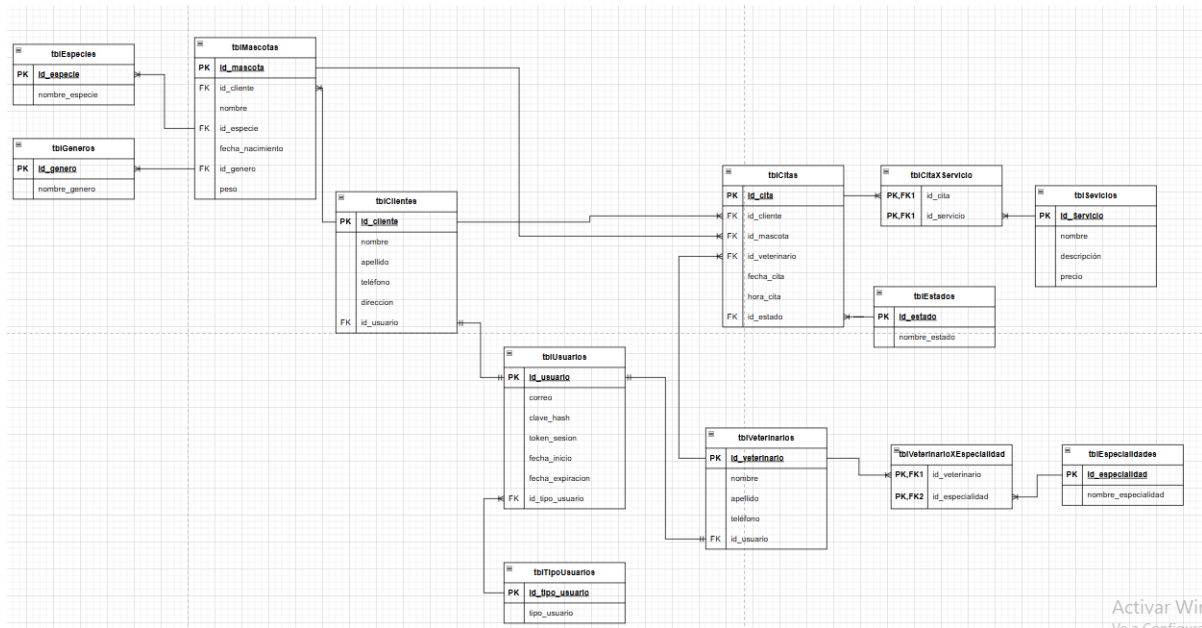 tblEspecies
PK id_especie
nombre_especie
tblGeneros
PK id_genero
nombre_genero
tblMascotas
PK id_mascota
FK id_cliente
nombre
FK id_especie
fecha_nacimiento
FK id_genero
peso
tblClientes
PK id_cliente
nombre
apellido
teléfono
direccion
FK id_usuario
tblUsuarios
PK id_usuario
correo
clave_hash
token_sesion
fecha_inicio
fecha_expiracion
FK id_tipo_usuario
tblTipoUsuarios
PK id_tipo_usuario
tipo_usuario
tblCitas
PK id_cita
FK id_cliente
FK id_mascota
FK id_veterinario
fecha_cita
hora_cita
FK id_estado
tblCitaXServicio
PK,FK1 id_cita
PK,FK1 id_servicio
tblSevicios
PK id_Servicio
nombre
descripción
precio
tblEstados
PK id_estado
nombre_estado
tblVeterinarios
PK id_veterinario
nombre
apellido
teléfono
FK id_usuario
tblVeterinarioXEspecialidad
PK,FK1 id_veterinario
PK,FK2 id_especialidad
tblEspecialidades
PK id_especialidad
nombre_especialidad
Activar Win